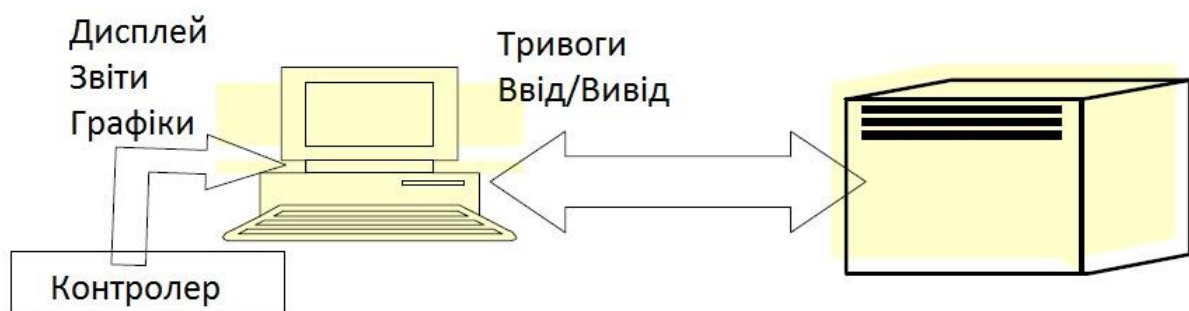 Дисплей
Звіти
Графіки
Тривоги
Ввід/Вивід
Контролер